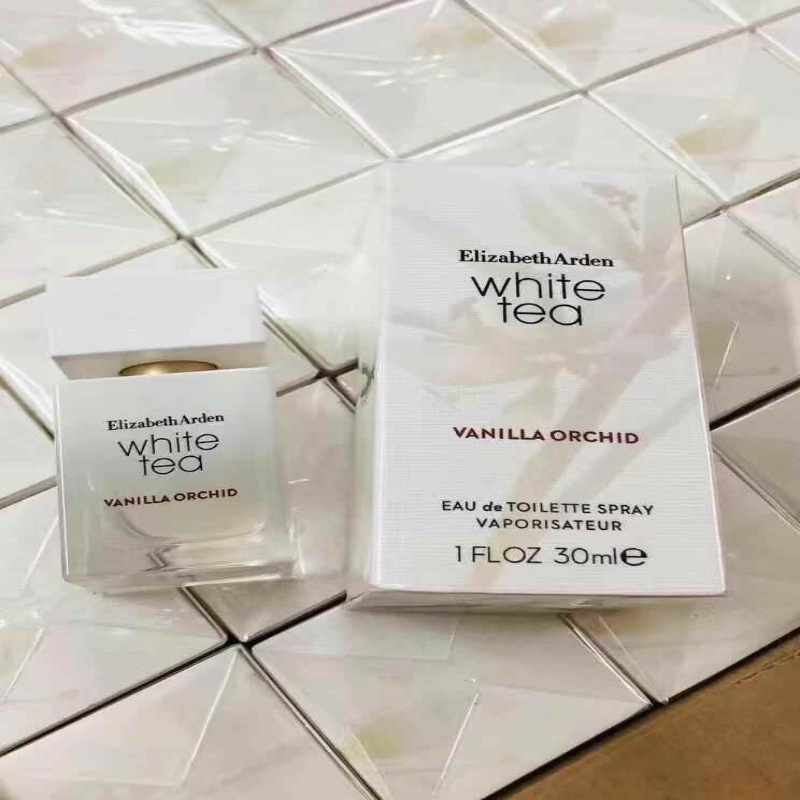 Elizabeth Arden
white
tea
VANILLA ORCHID
Elizabeth Arden
white
tea
VANILLA ORCHID
EAU de TOILETTE SPRAY
VAPORISATEUR
1 FL OZ 30ml e